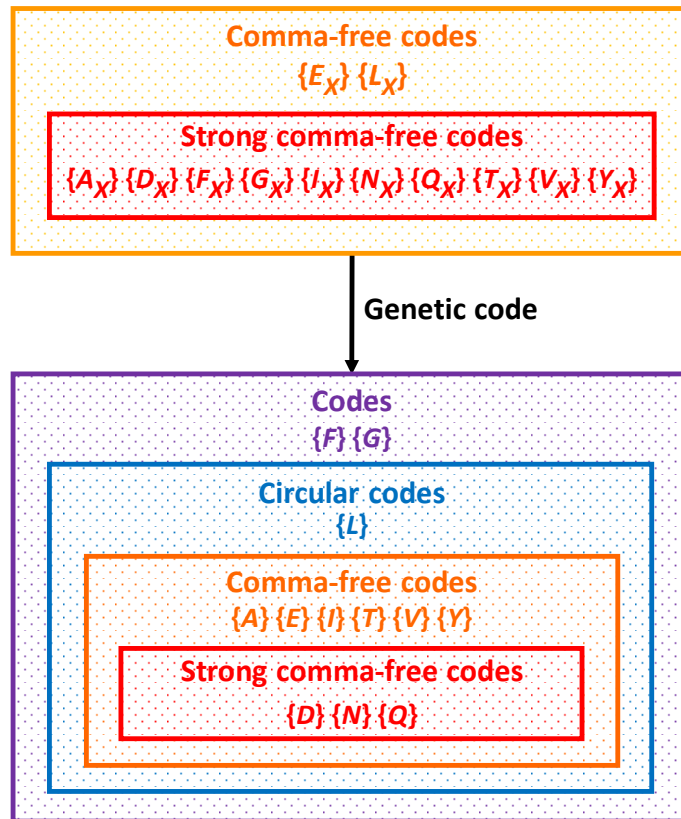 Comma-free codes
{E_X} {L_X}
Strong comma-free codes
{A_X} {D_X} {F_X} {G_X} {I_X} {N_X} {Q_X} {T_X} {V_X} {Y_X}
Genetic code
Codes
{F} {G}
Circular codes
{L}
Comma-free codes
{A} {E} {I} {T} {V} {Y}
Strong comma-free codes
{D} {N} {Q}